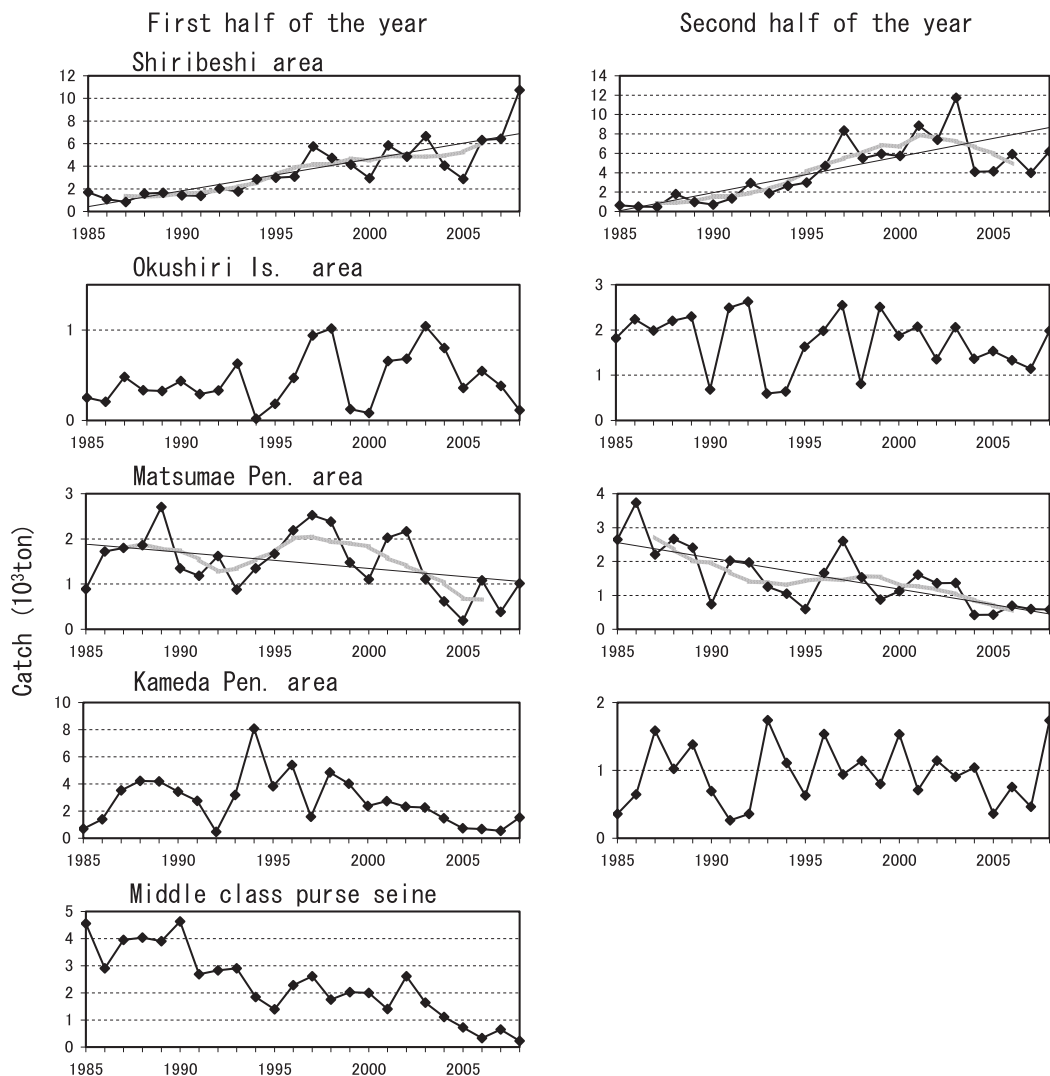 First half of the year
Second half of the year
Shiribeshi area
12
10
8
6
4
2
0
1985 1990 1995 2000 2005
14
12
10
8
6
4
2
0
1985 1990 1995 2000 2005
Okushiri Is. area
1
0
1985 1990 1995 2000 2005
3
2
1
0
1985 1990 1995 2000 2005
Matsumae Pen. area
3
2
1
0
1985 1990 1995 2000 2005
4
3
2
1
0
1985 1990 1995 2000 2005
Catch (10³ton)
Kameda Pen. area
10
8
6
4
2
0
1985 1990 1995 2000 2005
2
1
0
1985 1990 1995 2000 2005
Middle class purse seine
5
4
3
2
1
0
1985 1990 1995 2000 2005